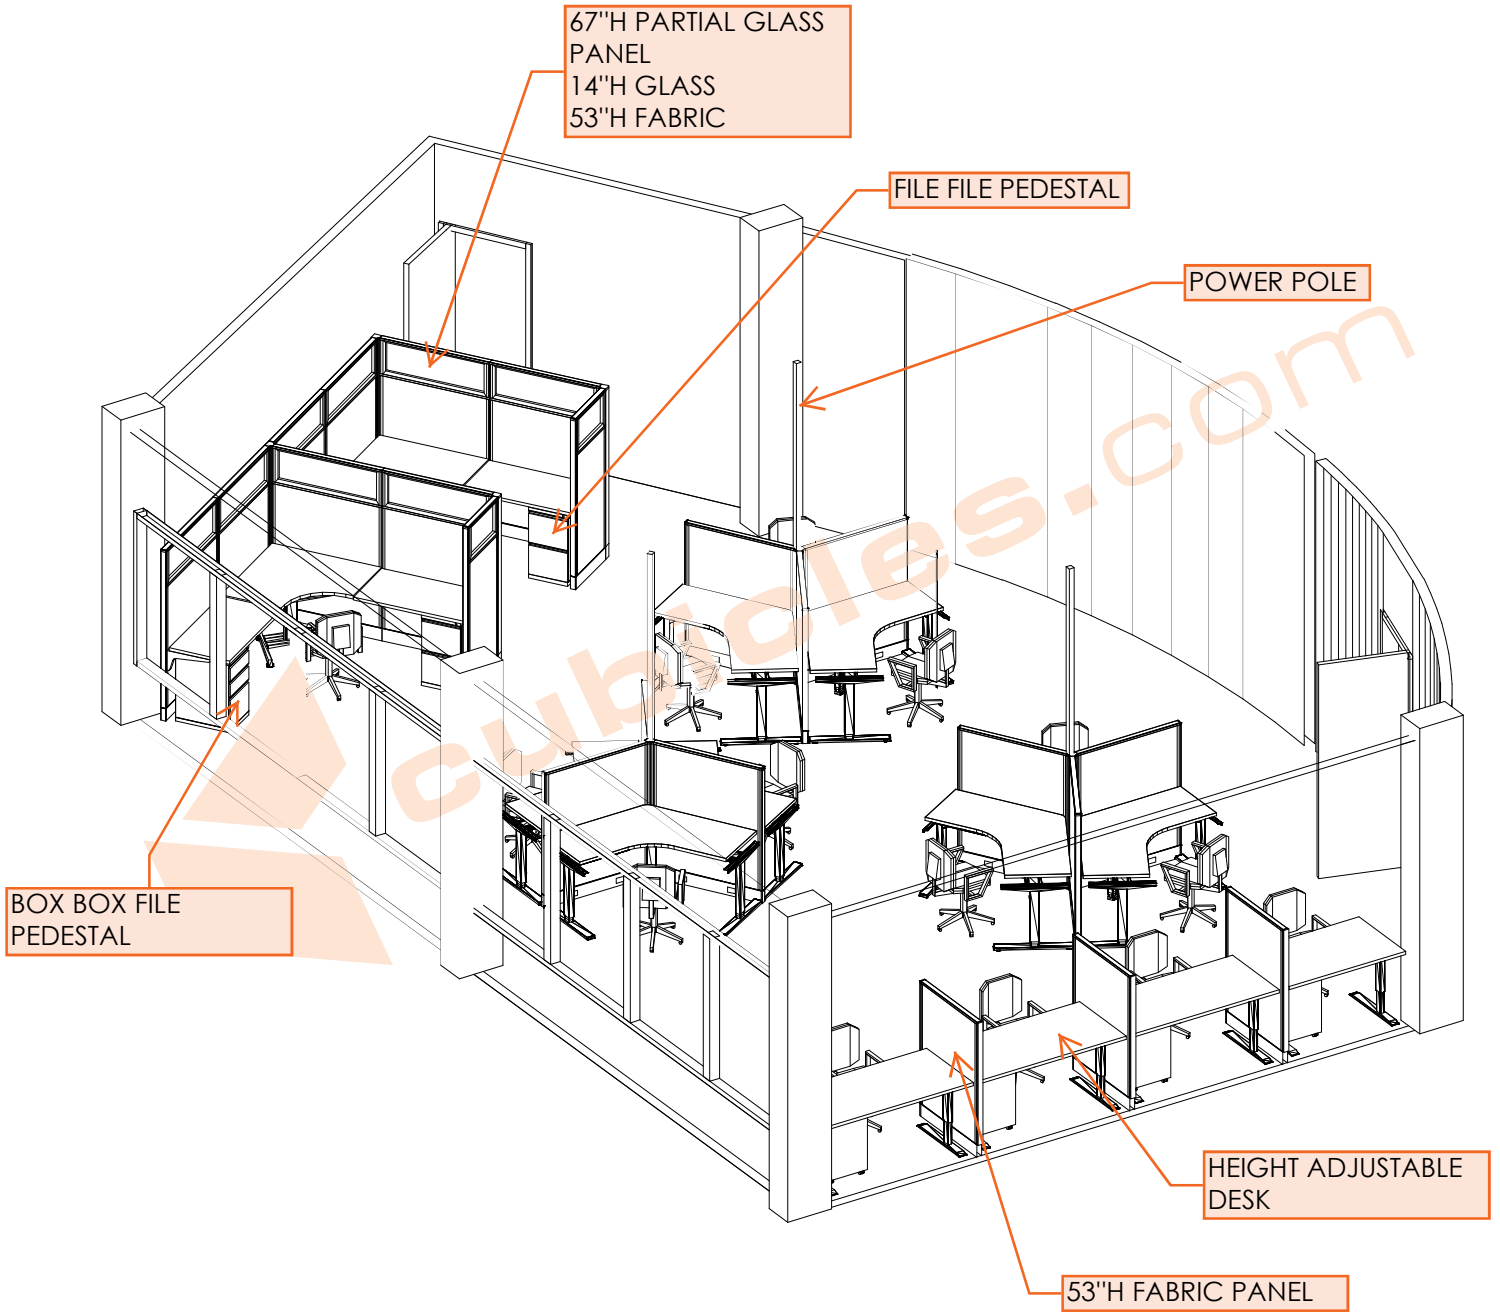 67"H PARTIAL GLASS
PANEL
14"H GLASS
53"H FABRIC
FILE FILE PEDESTAL
POWER POLE
cubicles.com
BOX BOX FILE
PEDESTAL
HEIGHT ADJUSTABLE
DESK
53"H FABRIC PANEL